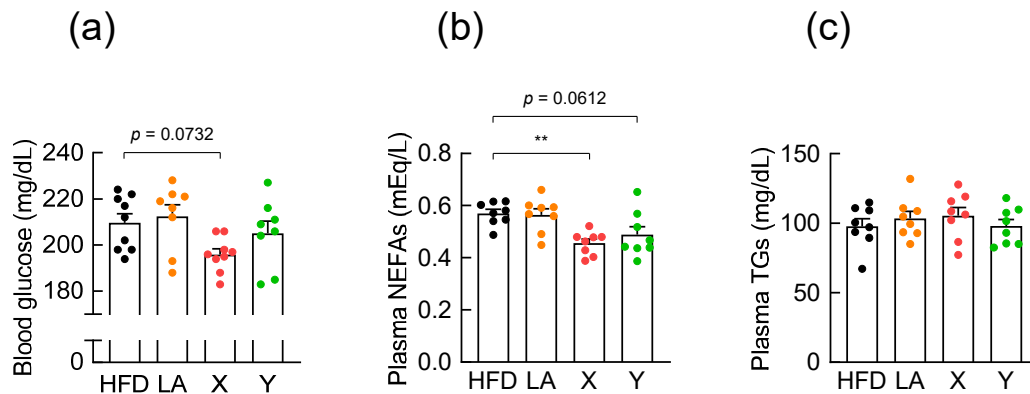 (a)
p = 0.0732
Blood glucose (mg/dL)
240
220
200
180
0
HFD LA X Y
(b)
p = 0.0612
**
Plasma NEFAs (mEq/L)
0.8
0.6
0.4
0.2
0.0
HFD LA X Y
(c)
Plasma TGs (mg/dL)
150
100
50
0
HFD LA X Y